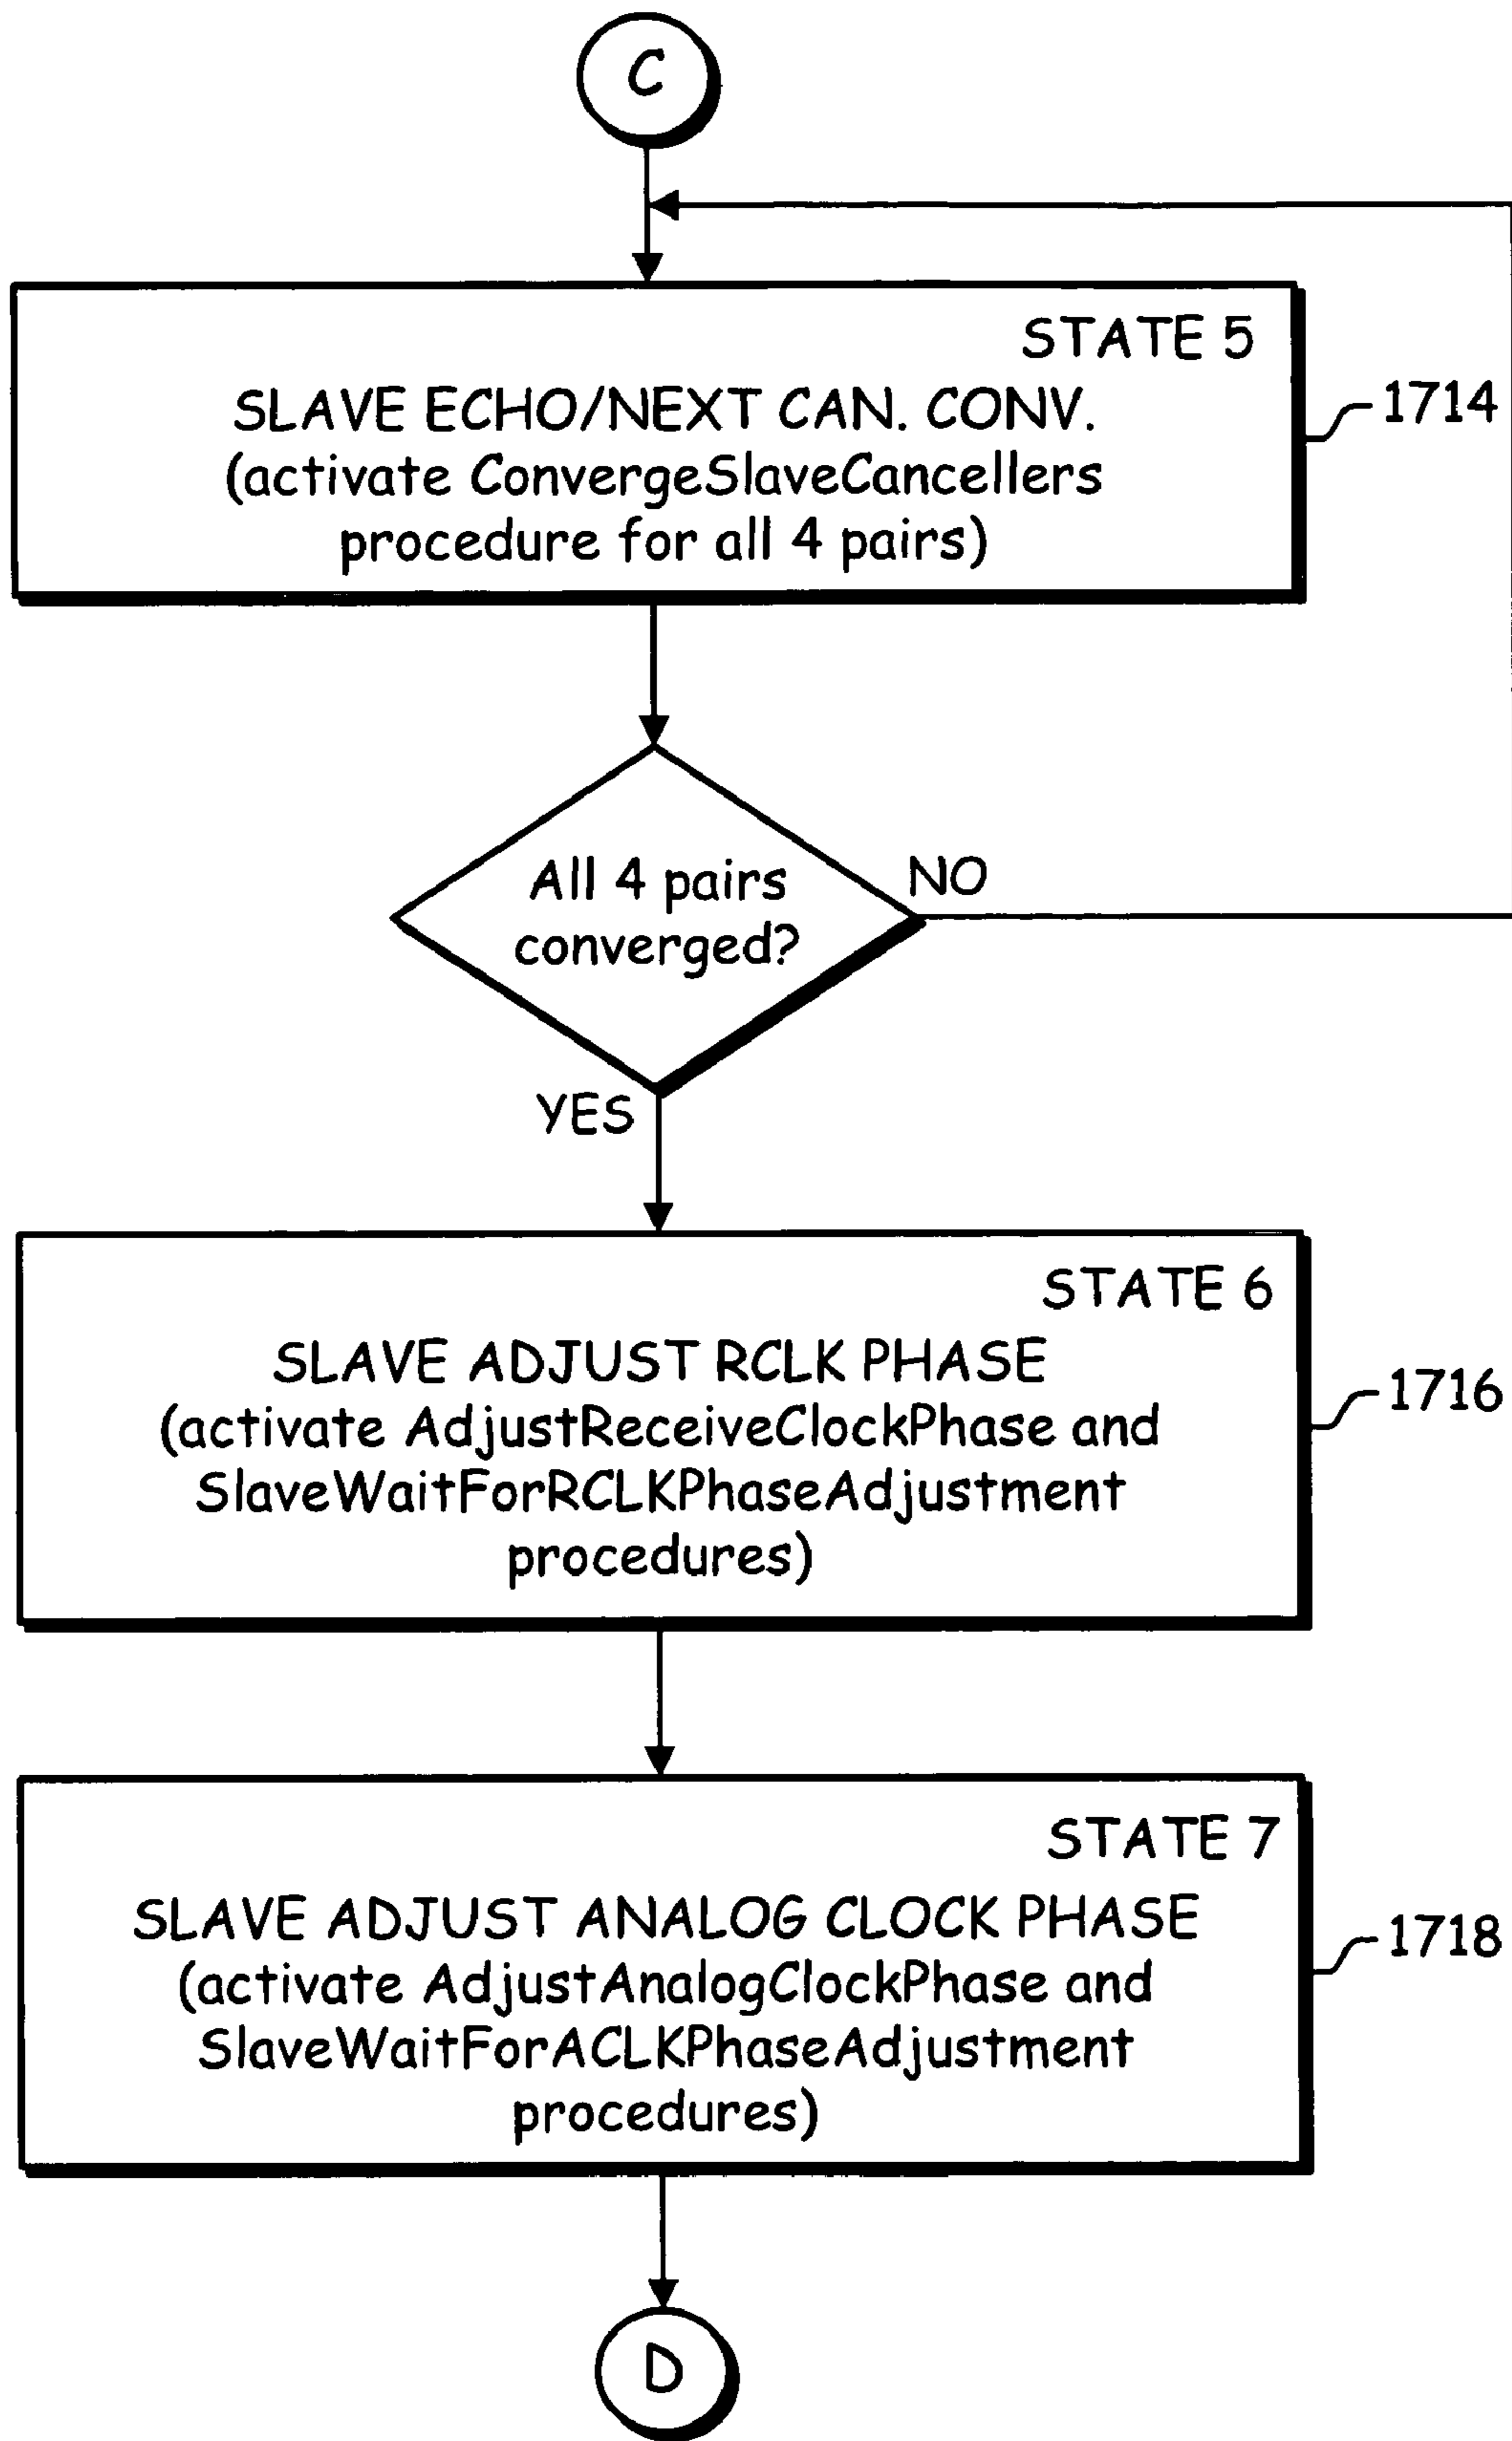 C
STATE 5
SLAVE ECHO/NEXT CAN. CONV.
(activate ConvergeSlaveCancellers
procedure for all 4 pairs)
1714
All 4 pairs
converged?
NO
YES
STATE 6
SLAVE ADJUST RCLK PHASE
(activate AdjustReceiveClockPhase and
SlaveWaitForRCLKPhaseAdjustment
procedures)
1716
STATE 7
SLAVE ADJUST ANALOG CLOCK PHASE
(activate AdjustAnalogClockPhase and
SlaveWaitForACLKPhaseAdjustment
procedures)
1718
D